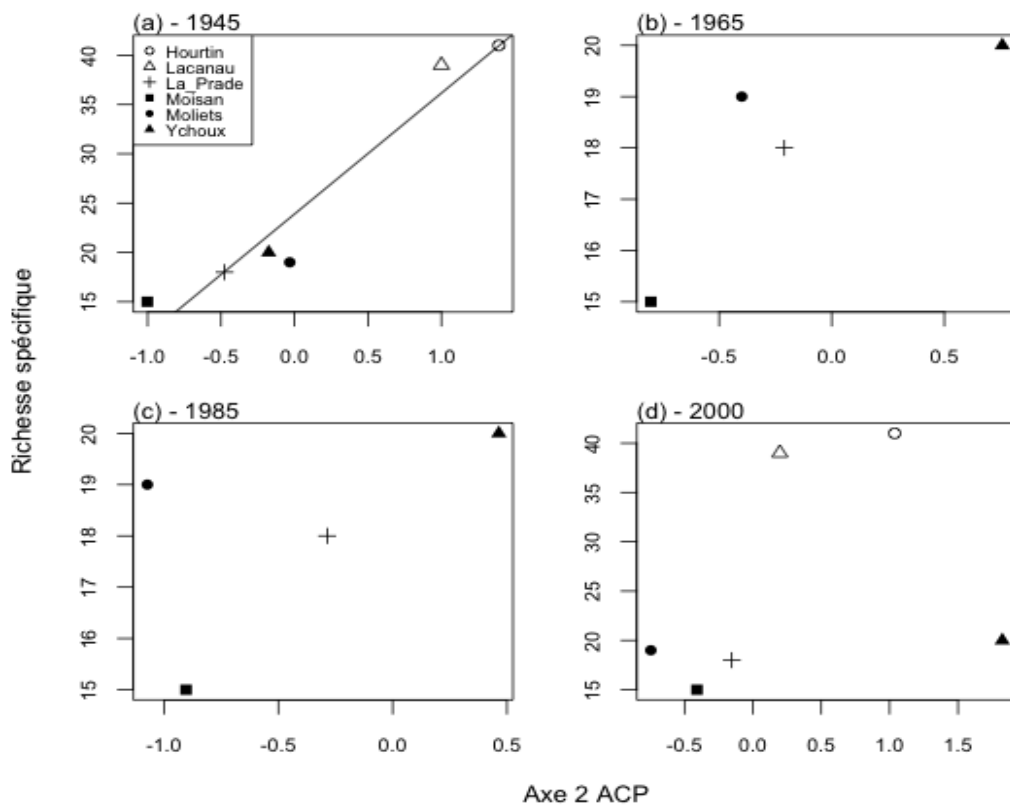 (a) - 1945
Hourtin
Lacanau
La_Prade
Moisan
Moliets
Ychoux
15 20 25 30 35 40
-1.0 -0.5 0.0 0.5 1.0
(b) - 1965
15 16 17 18 19 20
-0.5 0.0 0.5
(c) - 1985
15 16 17 18 19 20
-1.0 -0.5 0.0 0.5
(d) - 2000
15 20 25 30 35 40
-0.5 0.0 0.5 1.0 1.5
Richesse spécifique
Axe 2 ACP